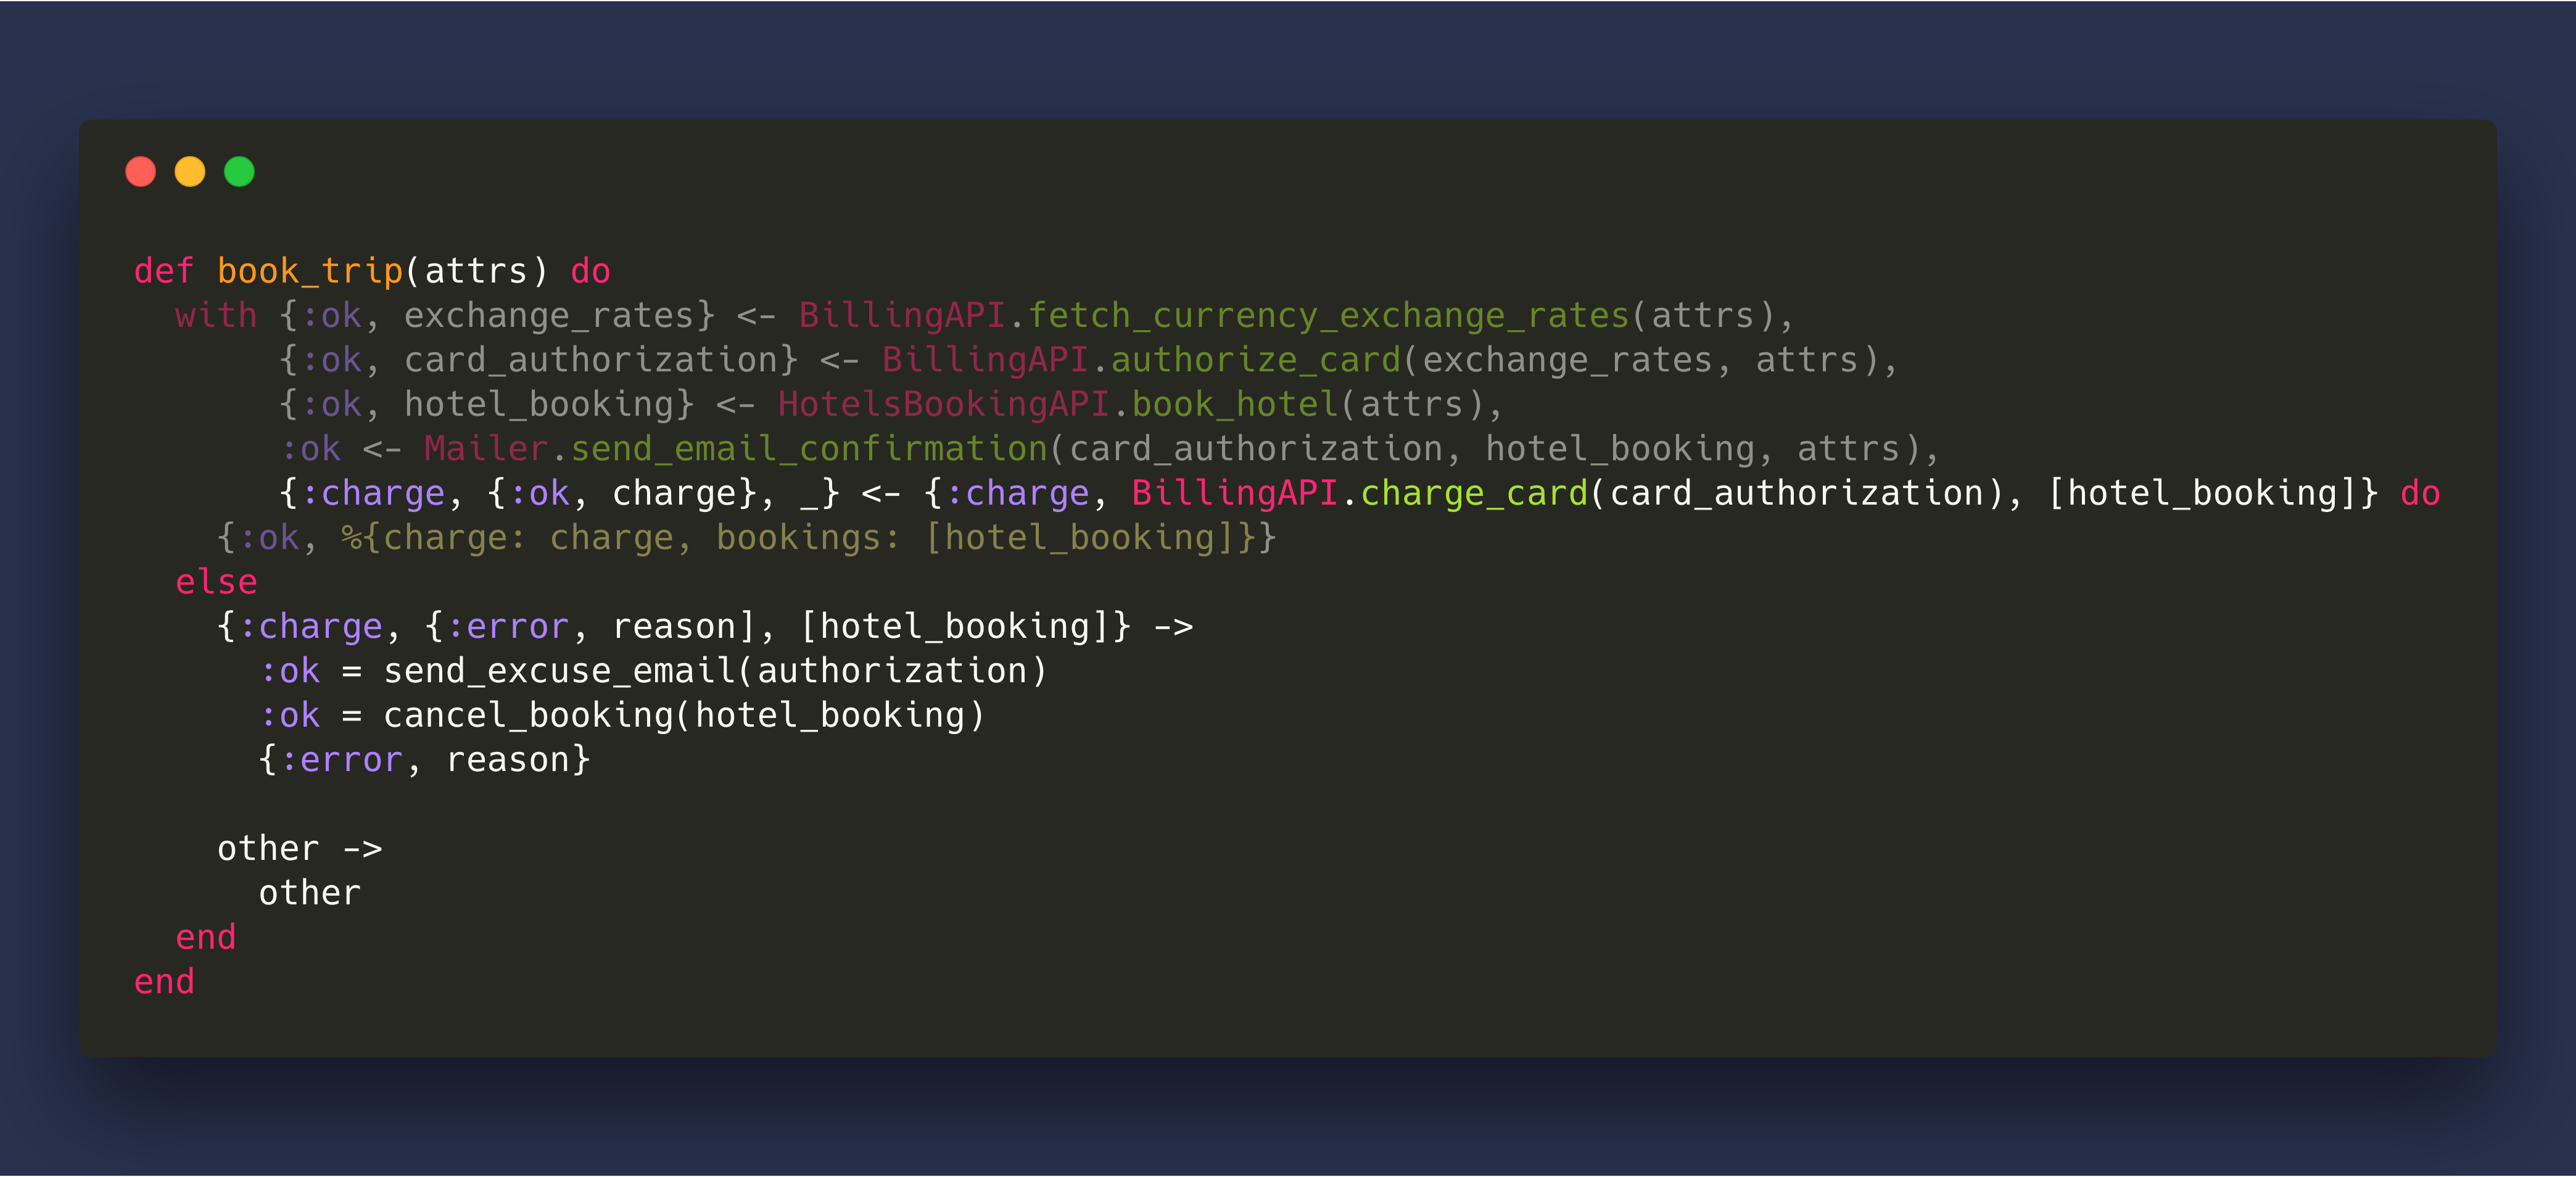 def book_trip(attrs) do
  with {:ok, exchange_rates} <- BillingAPI.fetch_currency_exchange_rates(attrs),
       {:ok, card_authorization} <- BillingAPI.authorize_card(exchange_rates, attrs),
       {:ok, hotel_booking} <- HotelsBookingAPI.book_hotel(attrs),
       :ok <- Mailer.send_email_confirmation(card_authorization, hotel_booking, attrs),
       {:charge, {:ok, charge}, _} <- {:charge, BillingAPI.charge_card(card_authorization), [hotel_booking]} do
    {:ok, %{charge: charge, bookings: [hotel_booking]}}
  else
    {:charge, {:error, reason], [hotel_booking]} ->
      :ok = send_excuse_email(authorization)
      :ok = cancel_booking(hotel_booking)
      {:error, reason}

    other ->
      other
  end
end